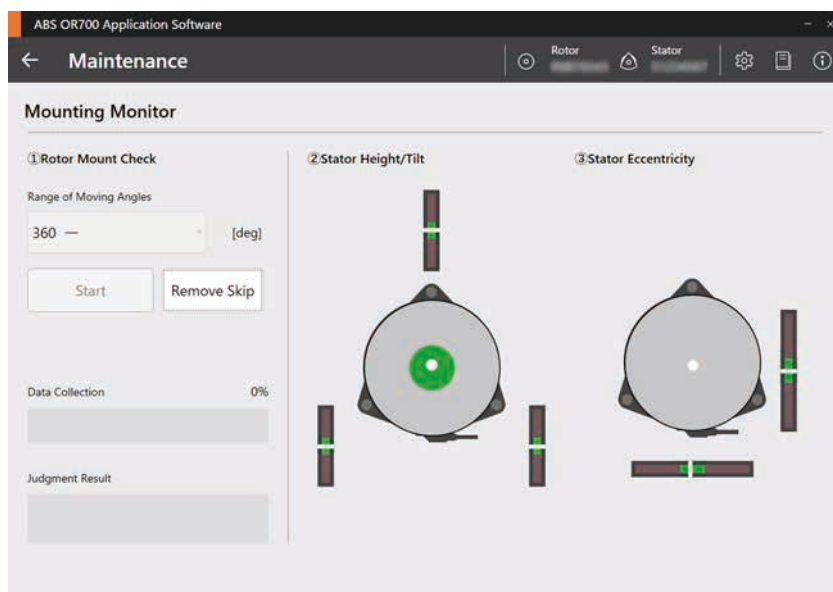 ABS OR700 Application Software
Maintenance
Rotor
Stator
Mounting Monitor
①Rotor Mount Check
Range of Moving Angles
360 — [deg]
Start
Remove Skip
Data Collection 0%
Judgment Result
②Stator Height/Tilt
③Stator Eccentricity